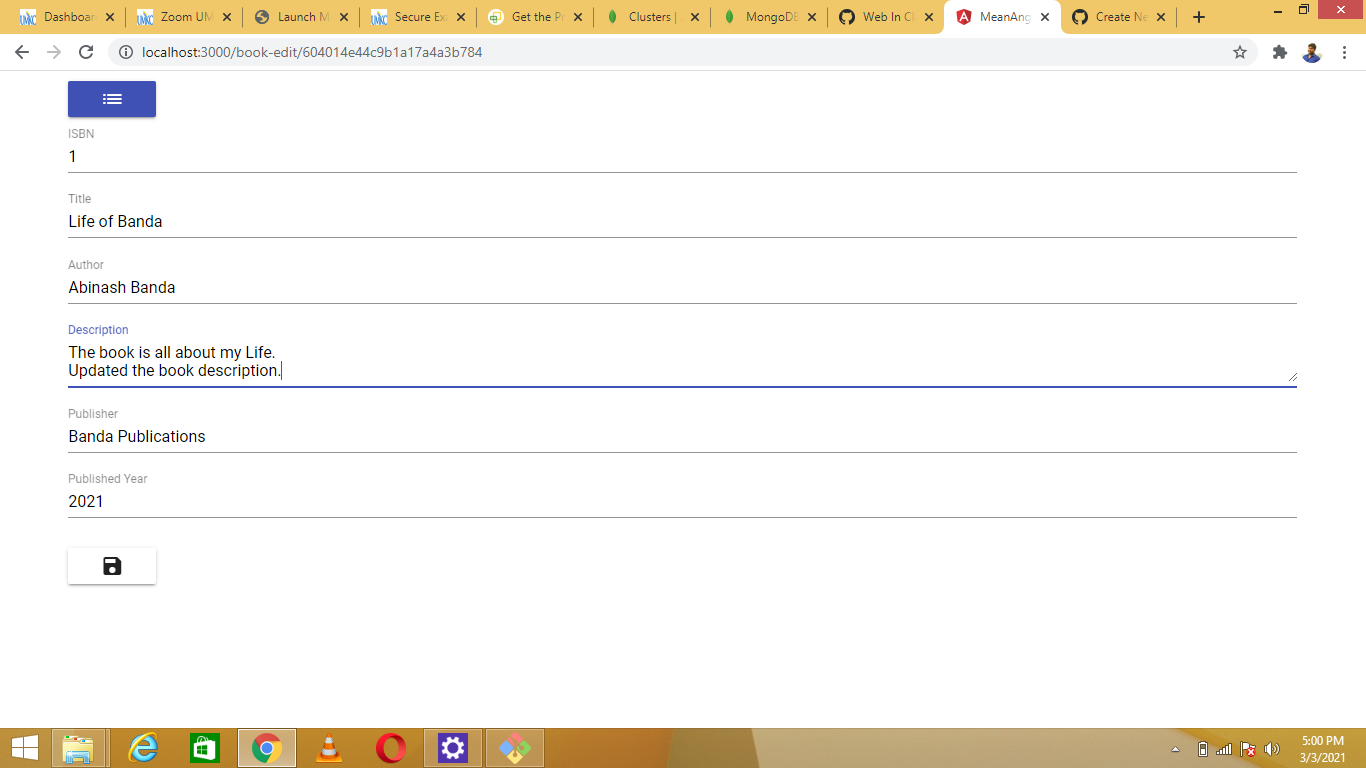 Dashboar
Zoom UM
Launch M
Secure Ex
Get the Pr
Clusters |
MongoDB
Web In Cl
MeanAng
Create Ne
localhost:3000/book-edit/604014e44c9b1a17a4a3b784
ISBN
1
Title
Life of Banda
Author
Abinash Banda
Description
The book is all about my Life.
Updated the book description.
Publisher
Banda Publications
Published Year
2021
5:00 PM
3/3/2021